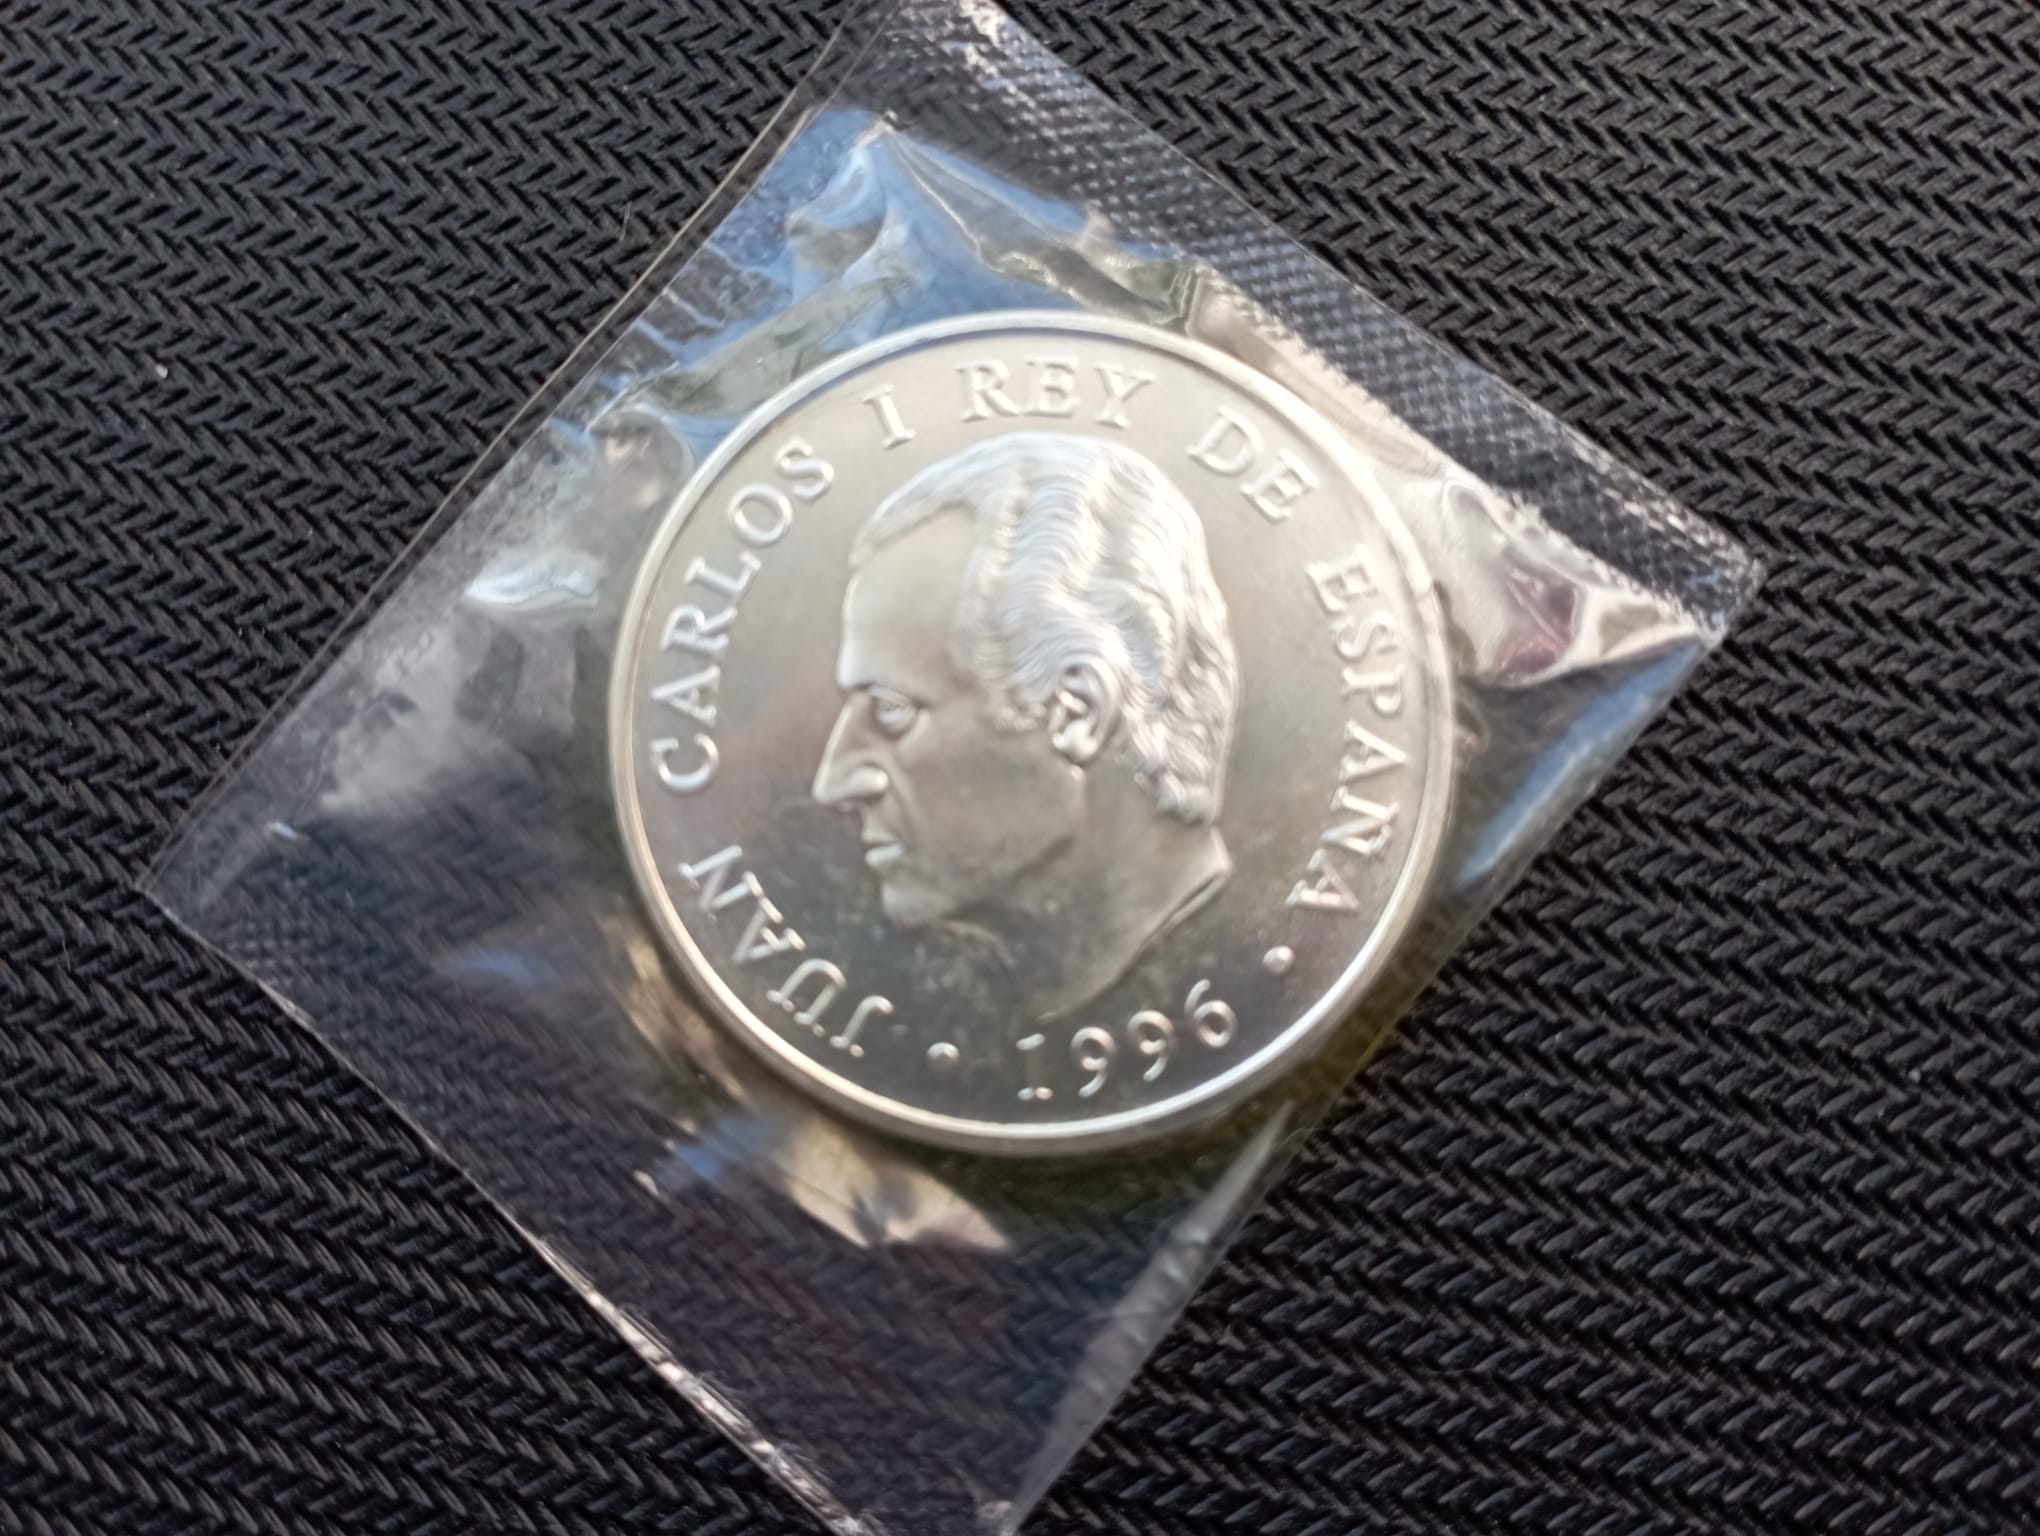 JUAN CARLOS I REY DE ESPAÑA
• 1996 •